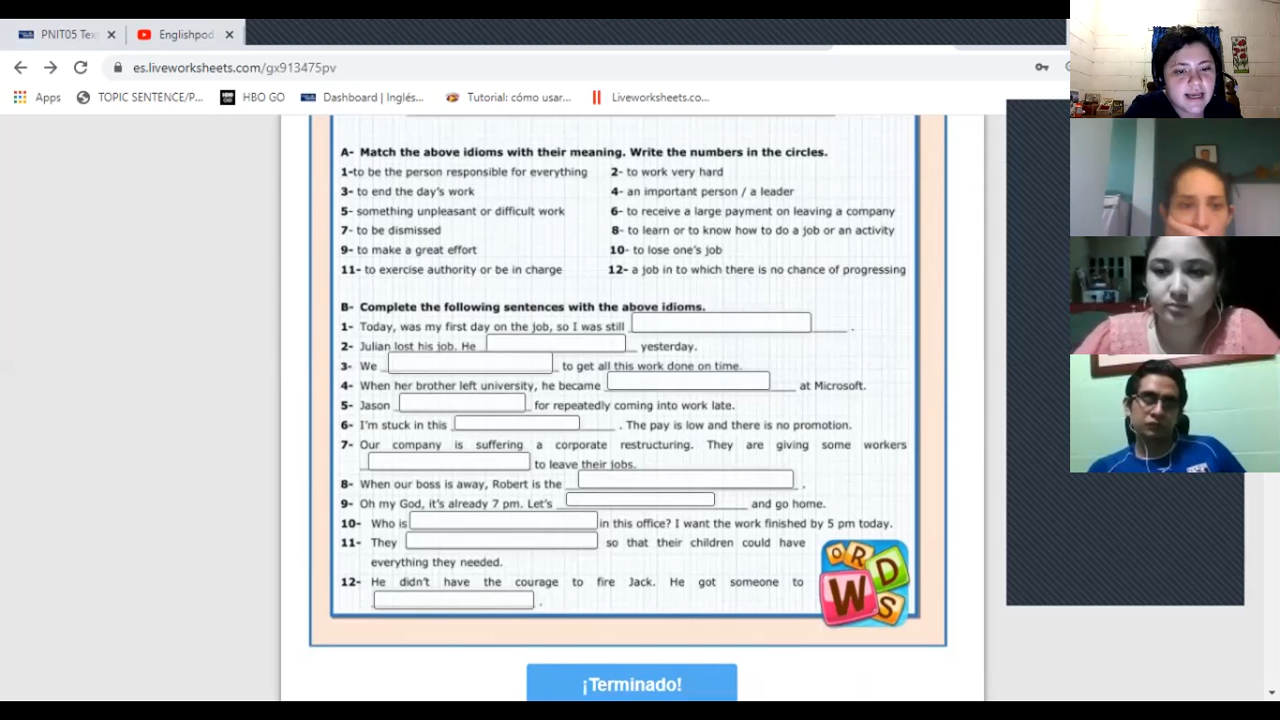 PNIT05 Tex
Englishpod
es.liveworksheets.com/gx913475pv
Apps
TOPIC SENTENCE/P...
HBO GO
Dashboard | Inglés...
Tutorial: cómo usar...
Liveworksheets.co...
A- Match the above idioms with their meaning. Write the numbers in the circles.
1-to be the person responsible for everything 2- to work very hard
3- to end the day's work 4- an important person / a leader
5- something unpleasant or difficult work 6- to receive a large payment on leaving a company
7- to be dismissed 8- to learn or to know how to do a job or an activity
9- to make a great effort 10- to lose one's job
11- to exercise authority or be in charge 12- a job in to which there is no chance of progressing
B- Complete the following sentences with the above idioms.
1- Today, was my first day on the job, so I was still ______ .
2- Julian lost his job. He ______ yesterday.
3- We ______ to get all this work done on time.
4- When her brother left university, he became ______ at Microsoft.
5- Jason ______ for repeatedly coming into work late.
6- I'm stuck in this ______ . The pay is low and there is no promotion.
7- Our company is suffering a corporate restructuring. They are giving some workers
______ to leave their jobs.
8- When our boss is away, Robert is the ______ .
9- Oh my God, it's already 7 pm. Let's ______ and go home.
10- Who is ______ in this office? I want the work finished by 5 pm today.
11- They ______ so that their children could have
everything they needed.
12- He didn't have the courage to fire Jack. He got someone to
______ .
O R D W S
¡Terminado!